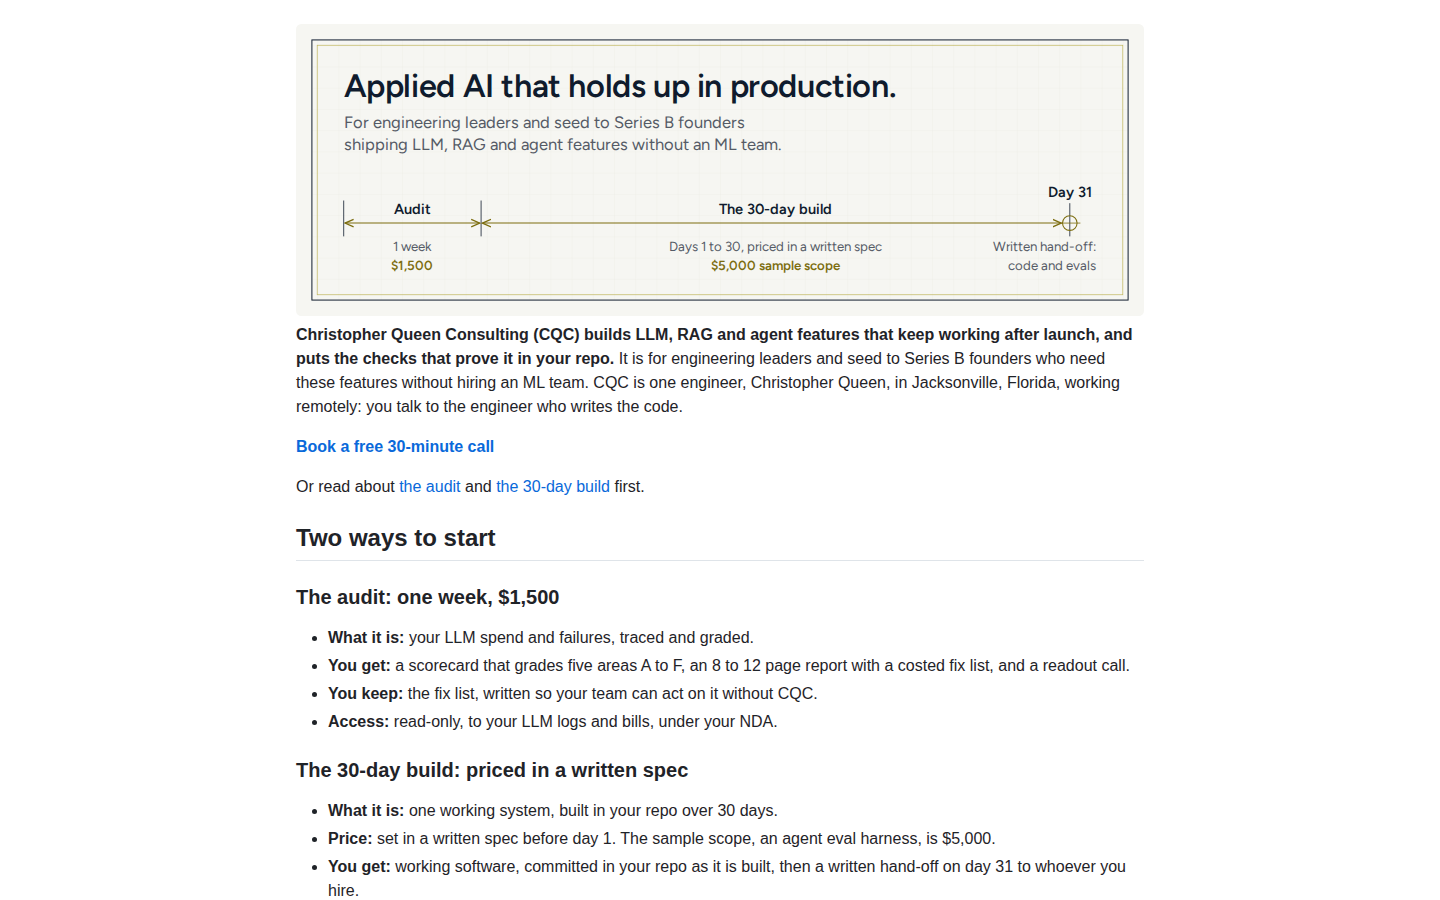 Applied AI that holds up in production.
For engineering leaders and seed to Series B founders
shipping LLM, RAG and agent features without an ML team.
Day 31
Audit
The 30-day build
1 week
Days 1 to 30, priced in a written spec
Written hand-off:
$1,500
$5,000 sample scope
code and evals
Christopher Queen Consulting (CQC) builds LLM, RAG and agent features that keep working after launch, and
puts the checks that prove it in your repo. It is for engineering leaders and seed to Series B founders who need
these features without hiring an ML team. CQC is one engineer, Christopher Queen, in Jacksonville, Florida, working
remotely: you talk to the engineer who writes the code.
Book a free 30-minute call
Or read about the audit and the 30-day build first.
Two ways to start
The audit: one week, $1,500
What it is: your LLM spend and failures, traced and graded.
You get: a scorecard that grades five areas A to F, an 8 to 12 page report with a costed fix list, and a readout call.
You keep: the fix list, written so your team can act on it without CQC.
Access: read-only, to your LLM logs and bills, under your NDA.
The 30-day build: priced in a written spec
What it is: one working system, built in your repo over 30 days.
Price: set in a written spec before day 1. The sample scope, an agent eval harness, is $5,000.
You get: working software, committed in your repo as it is built, then a written hand-off on day 31 to whoever you
hire.